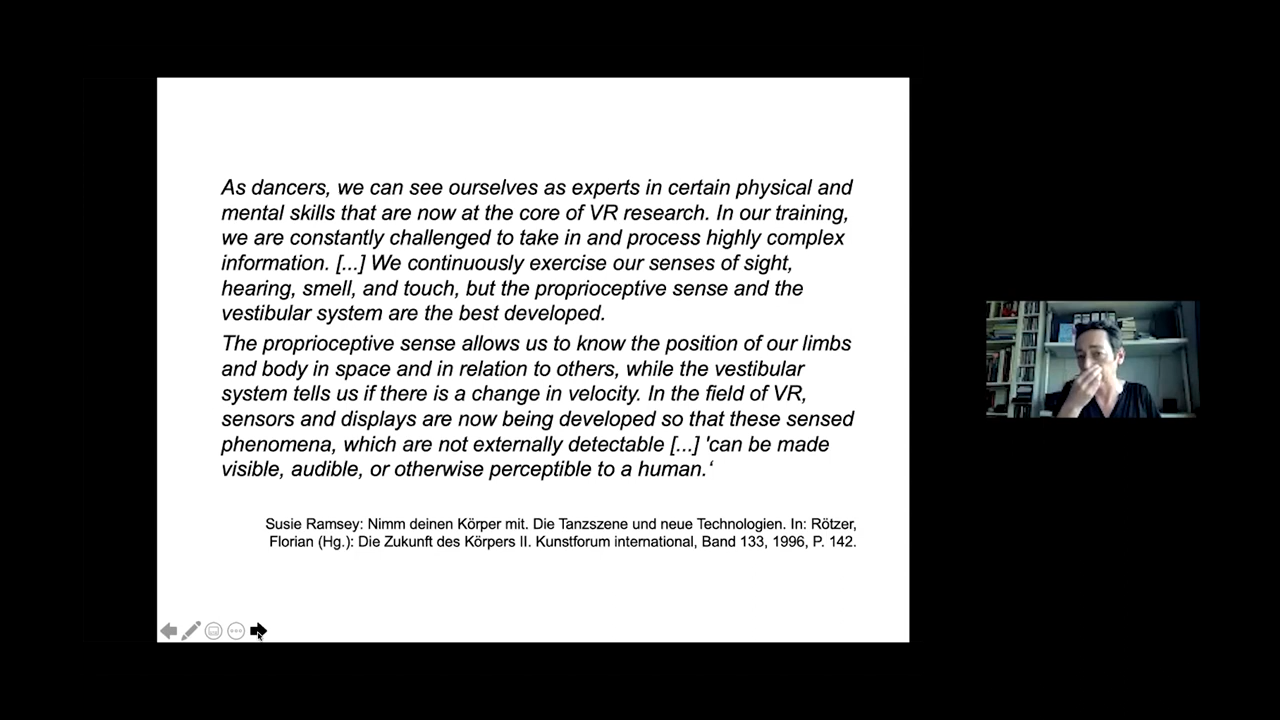 As dancers, we can see ourselves as experts in certain physical and
mental skills that are now at the core of VR research. In our training,
we are constantly challenged to take in and process highly complex
information. [...] We continuously exercise our senses of sight,
hearing, smell, and touch, but the proprioceptive sense and the
vestibular system are the best developed.
The proprioceptive sense allows us to know the position of our limbs
and body in space and in relation to others, while the vestibular
system tells us if there is a change in velocity. In the field of VR,
sensors and displays are now being developed so that these sensed
phenomena, which are not externally detectable [...] 'can be made
visible, audible, or otherwise perceptible to a human.‘
Susie Ramsey: Nimm deinen Körper mit. Die Tanzszene und neue Technologien. In: Rötzer,
Florian (Hg.): Die Zukunft des Körpers II. Kunstforum international, Band 133, 1996, P. 142.